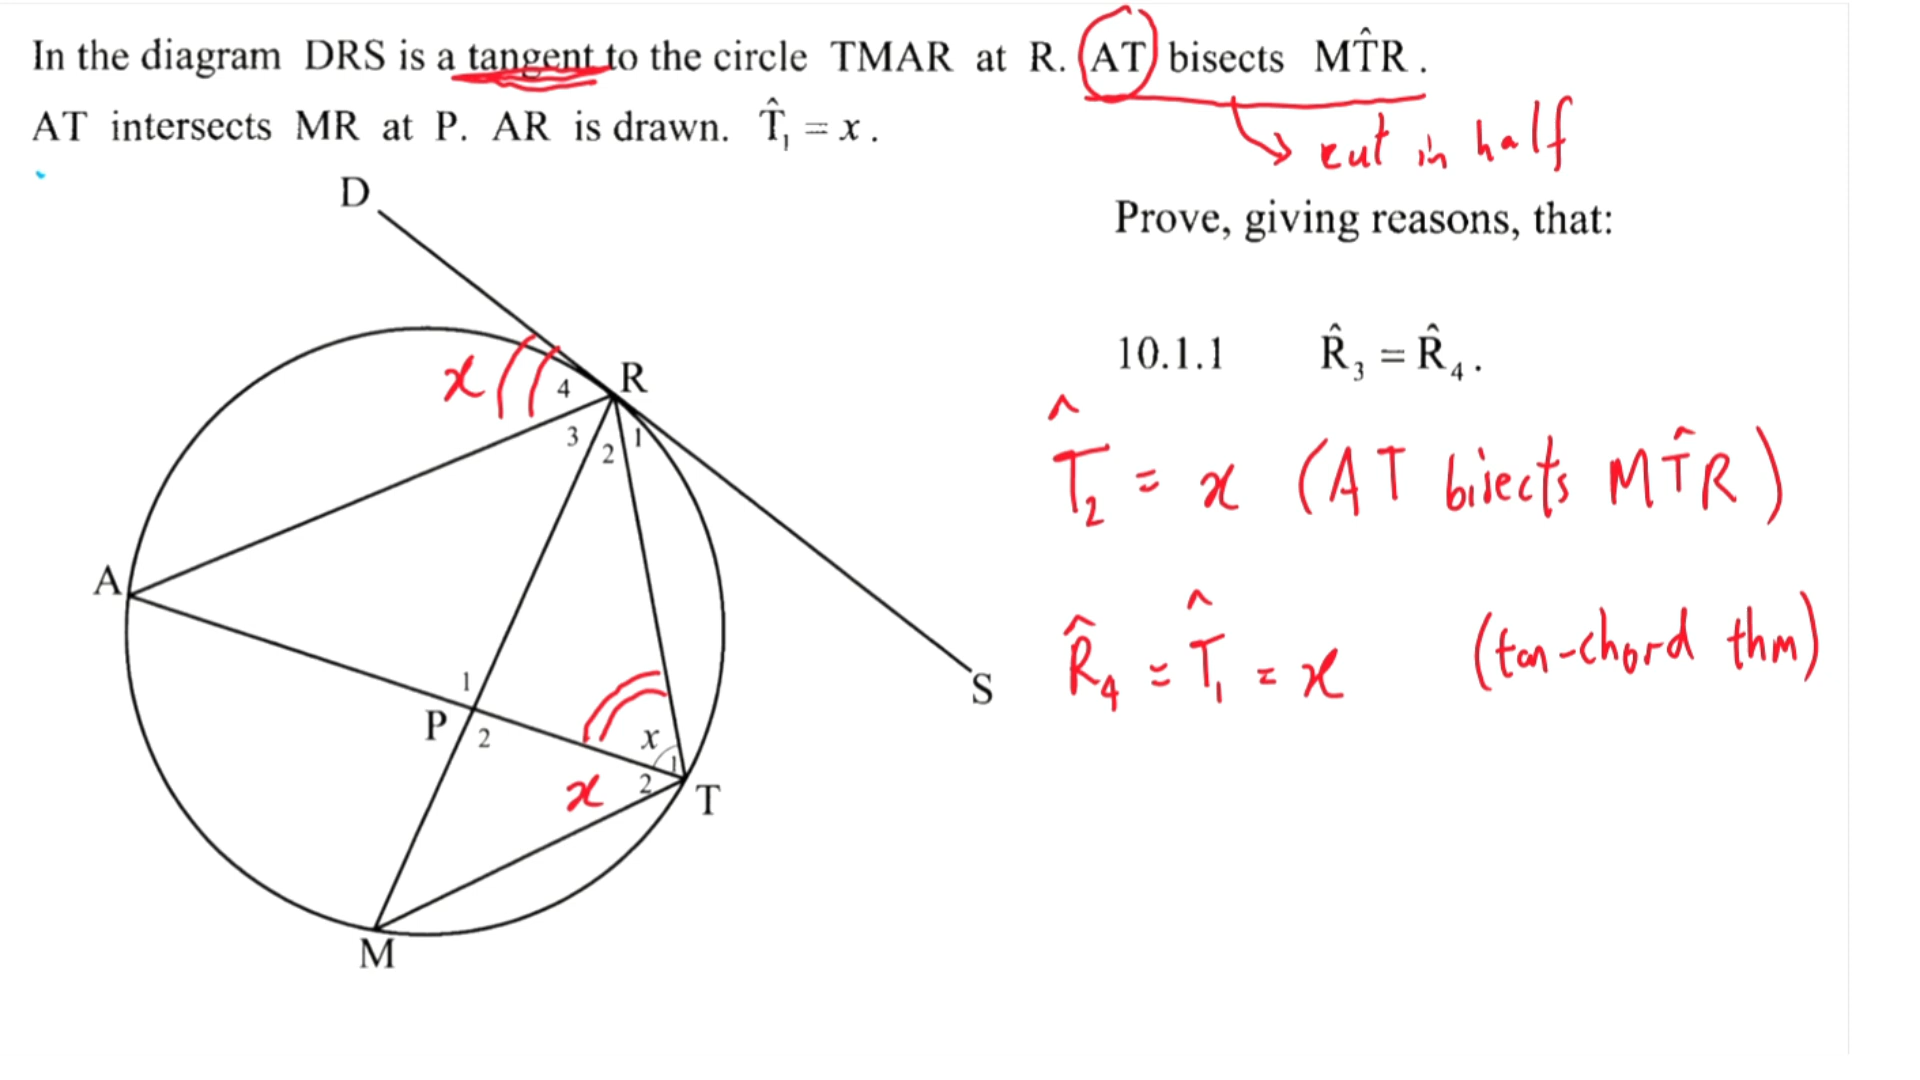 In the diagram DRS is a tangent to the circle TMAR at R. AT bisects MT̂R.
AT intersects MR at P. AR is drawn. T̂₁ = x.
cut in half
Prove, giving reasons, that:
10.1.1 R̂₃ = R̂₄.
T̂₂ = x (AT bisects MT̂R)
R̂₄ = T̂₁ = x (tan-chord thm)
D
x
4
R
3
2
1
A
1
P
2
x
1
x
2
T
S
M